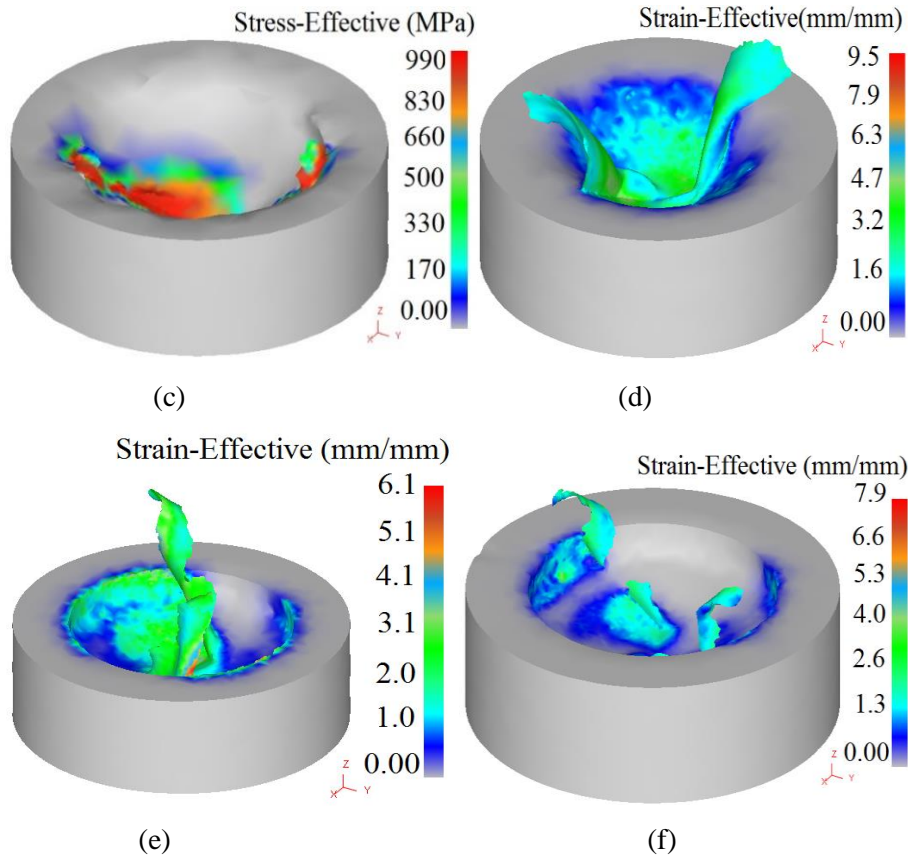 Stress-Effective (MPa)
990
830
660
500
330
170
0.00
Z
X Y
(c)
Strain-Effective(mm/mm)
9.5
7.9
6.3
4.7
3.2
1.6
0.00
Z
X Y
(d)
Strain-Effective (mm/mm)
6.1
5.1
4.1
3.1
2.0
1.0
0.00
Z
X Y
(e)
Strain-Effective (mm/mm)
7.9
6.6
5.3
4.0
2.6
1.3
0.00
Z
X Y
(f)